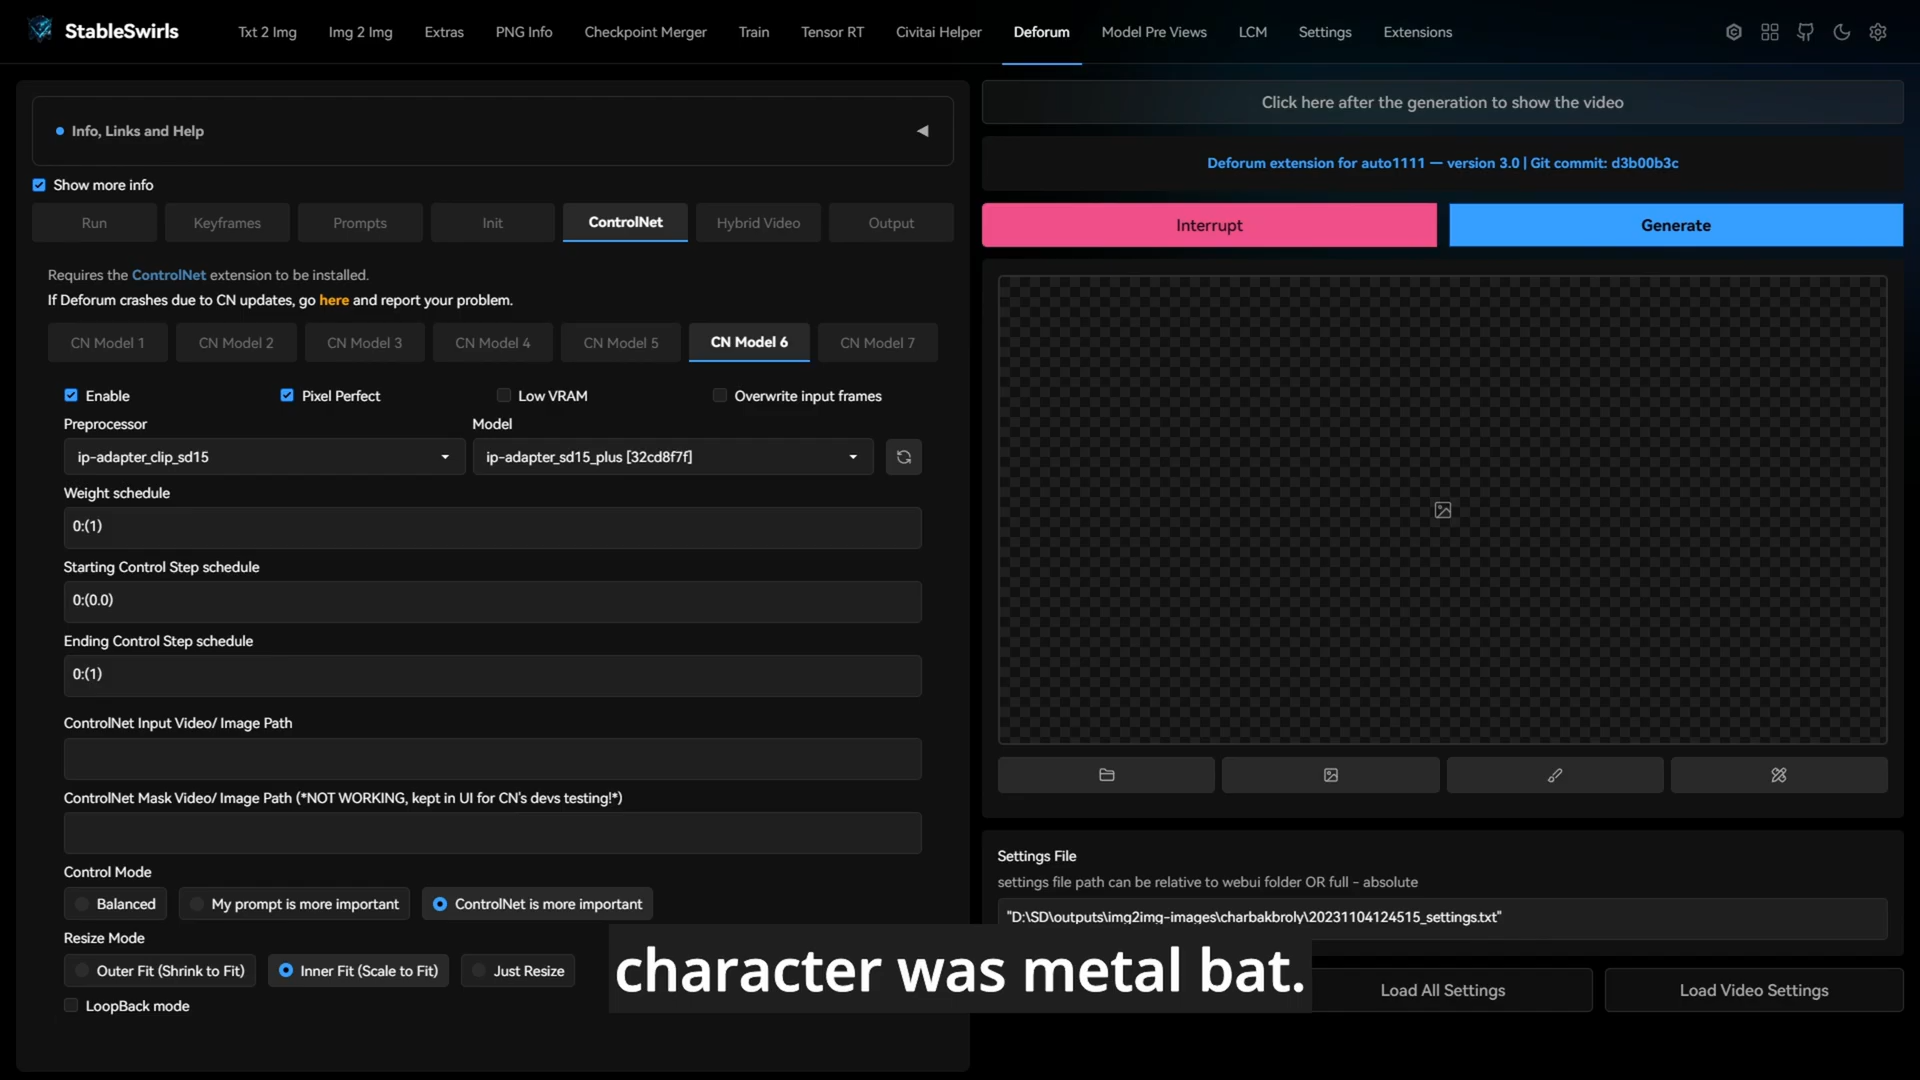 StableSwirls
Txt 2 Img
Img 2 Img
Extras
PNG Info
Checkpoint Merger
Train
Tensor RT
Civitai Helper
Deforum
Model Pre Views
LCM
Settings
Extensions
Info, Links and Help
Show more info
Run
Keyframes
Prompts
Init
ControlNet
Hybrid Video
Output
Requires the ControlNet extension to be installed.
If Deforum crashes due to CN updates, go here and report your problem.
CN Model 1
CN Model 2
CN Model 3
CN Model 4
CN Model 5
CN Model 6
CN Model 7
Enable
Pixel Perfect
Low VRAM
Overwrite input frames
Preprocessor
Model
ip-adapter_clip_sd15
ip-adapter_sd15_plus [32cd8f7f]
Weight schedule
0:(1)
Starting Control Step schedule
0:(0.0)
Ending Control Step schedule
0:(1)
ControlNet Input Video/ Image Path
ControlNet Mask Video/ Image Path (*NOT WORKING, kept in UI for CN's devs testing!*)
Control Mode
Balanced
My prompt is more important
ControlNet is more important
Resize Mode
Outer Fit (Shrink to Fit)
Inner Fit (Scale to Fit)
Just Resize
LoopBack mode
Click here after the generation to show the video
Deforum extension for auto1111 — version 3.0 | Git commit: d3b00b3c
Interrupt
Generate
Settings File
settings file path can be relative to webui folder OR full - absolute
"D:\SD\outputs\img2img-images\charbakbroly\20231104124515_settings.txt"
Load All Settings
Load Video Settings
character was metal bat.